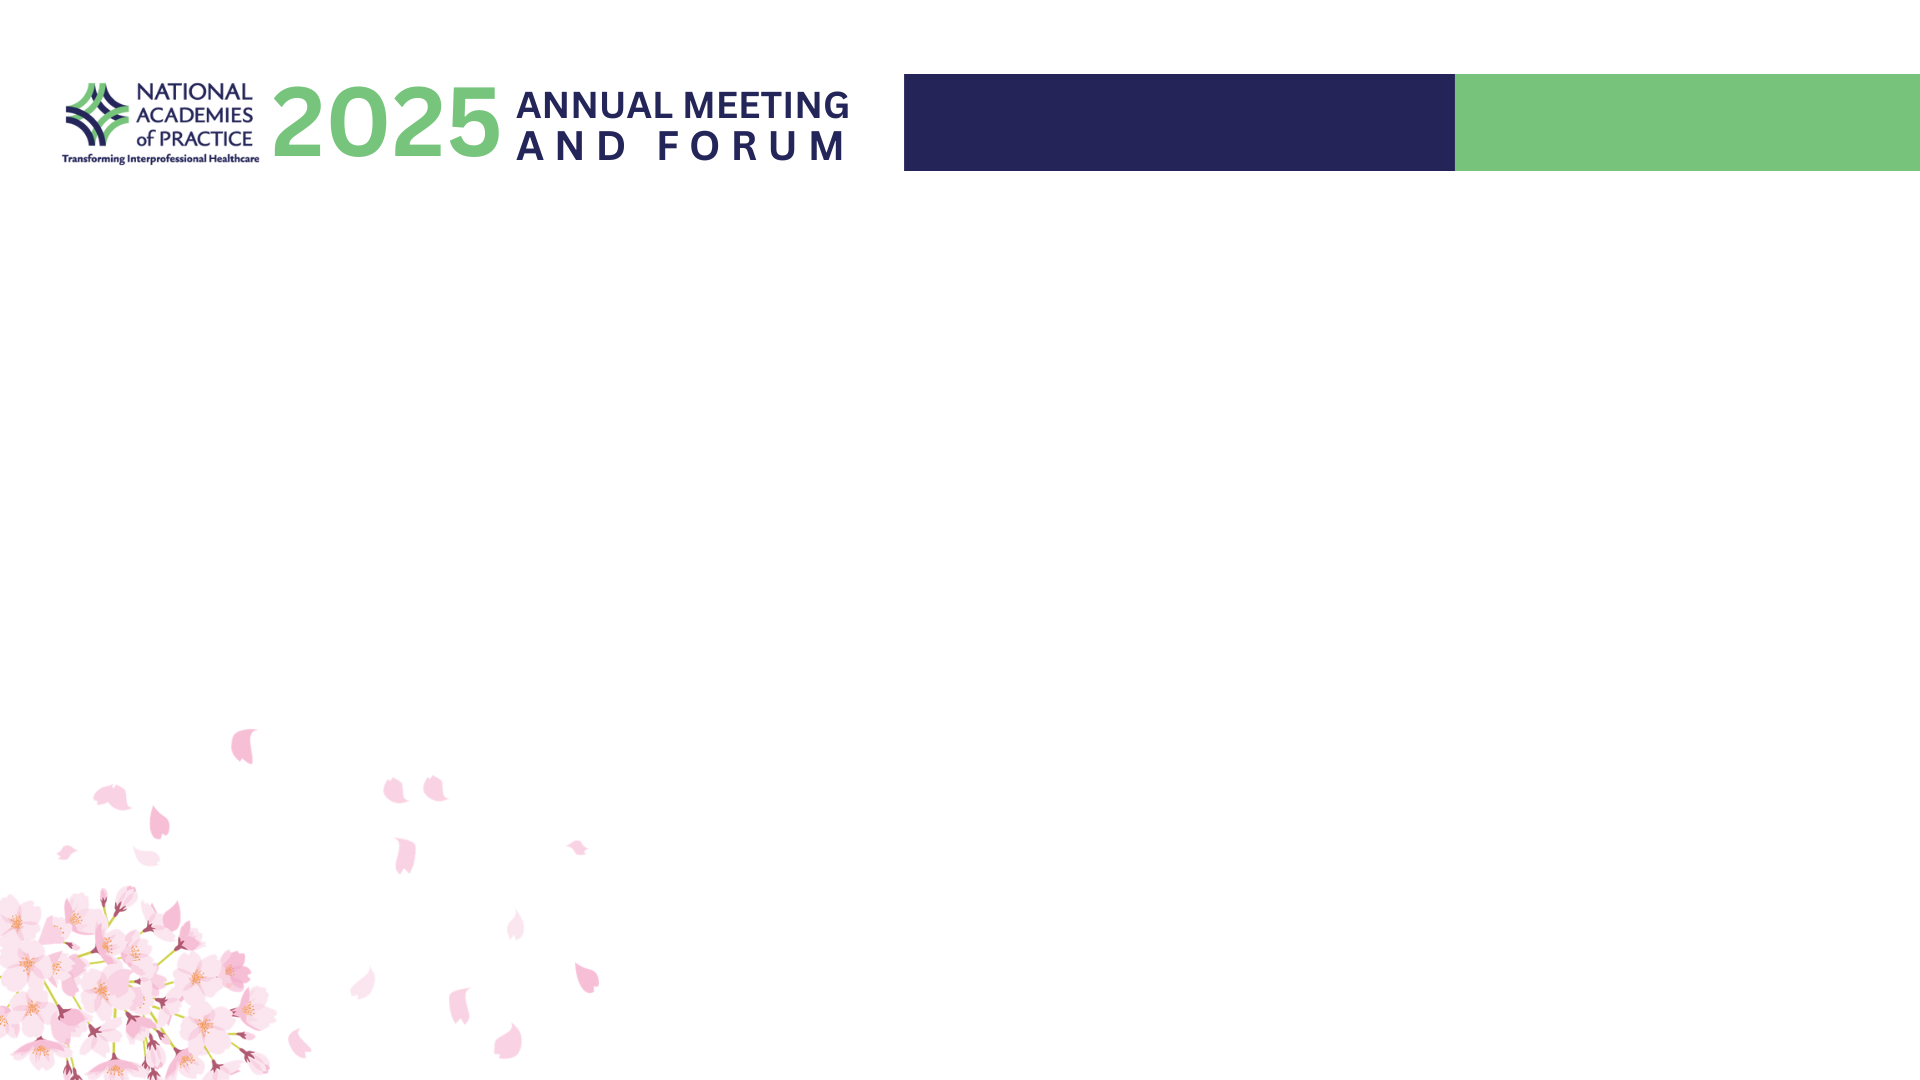 NATIONAL
ACADEMIES
of PRACTICE
Transforming Interprofessional Healthcare
2025
ANNUAL MEETING
AND FORUM